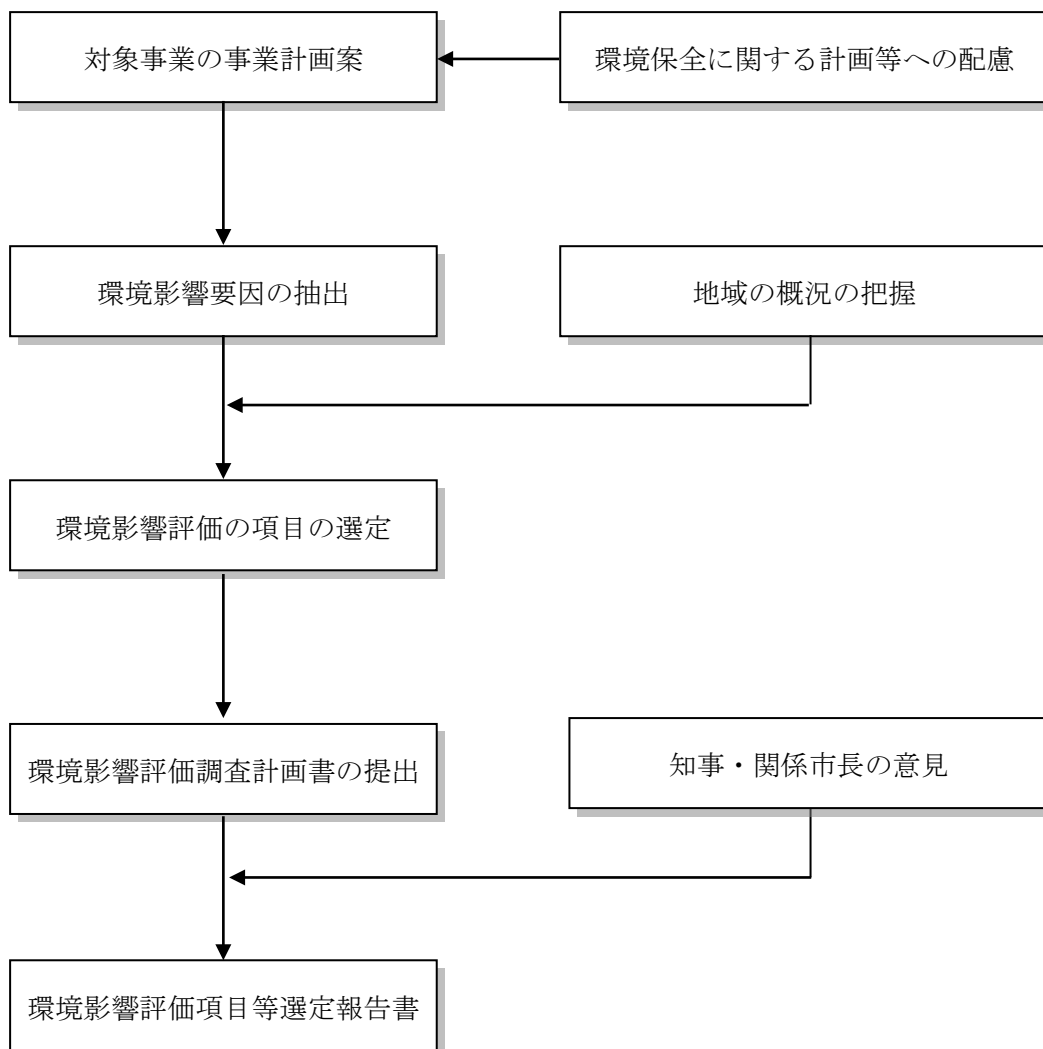 対象事業の事業計画案
環境保全に関する計画等への配慮
環境影響要因の抽出
地域の概況の把握
環境影響評価の項目の選定
環境影響評価調査計画書の提出
知事・関係市長の意見
環境影響評価項目等選定報告書